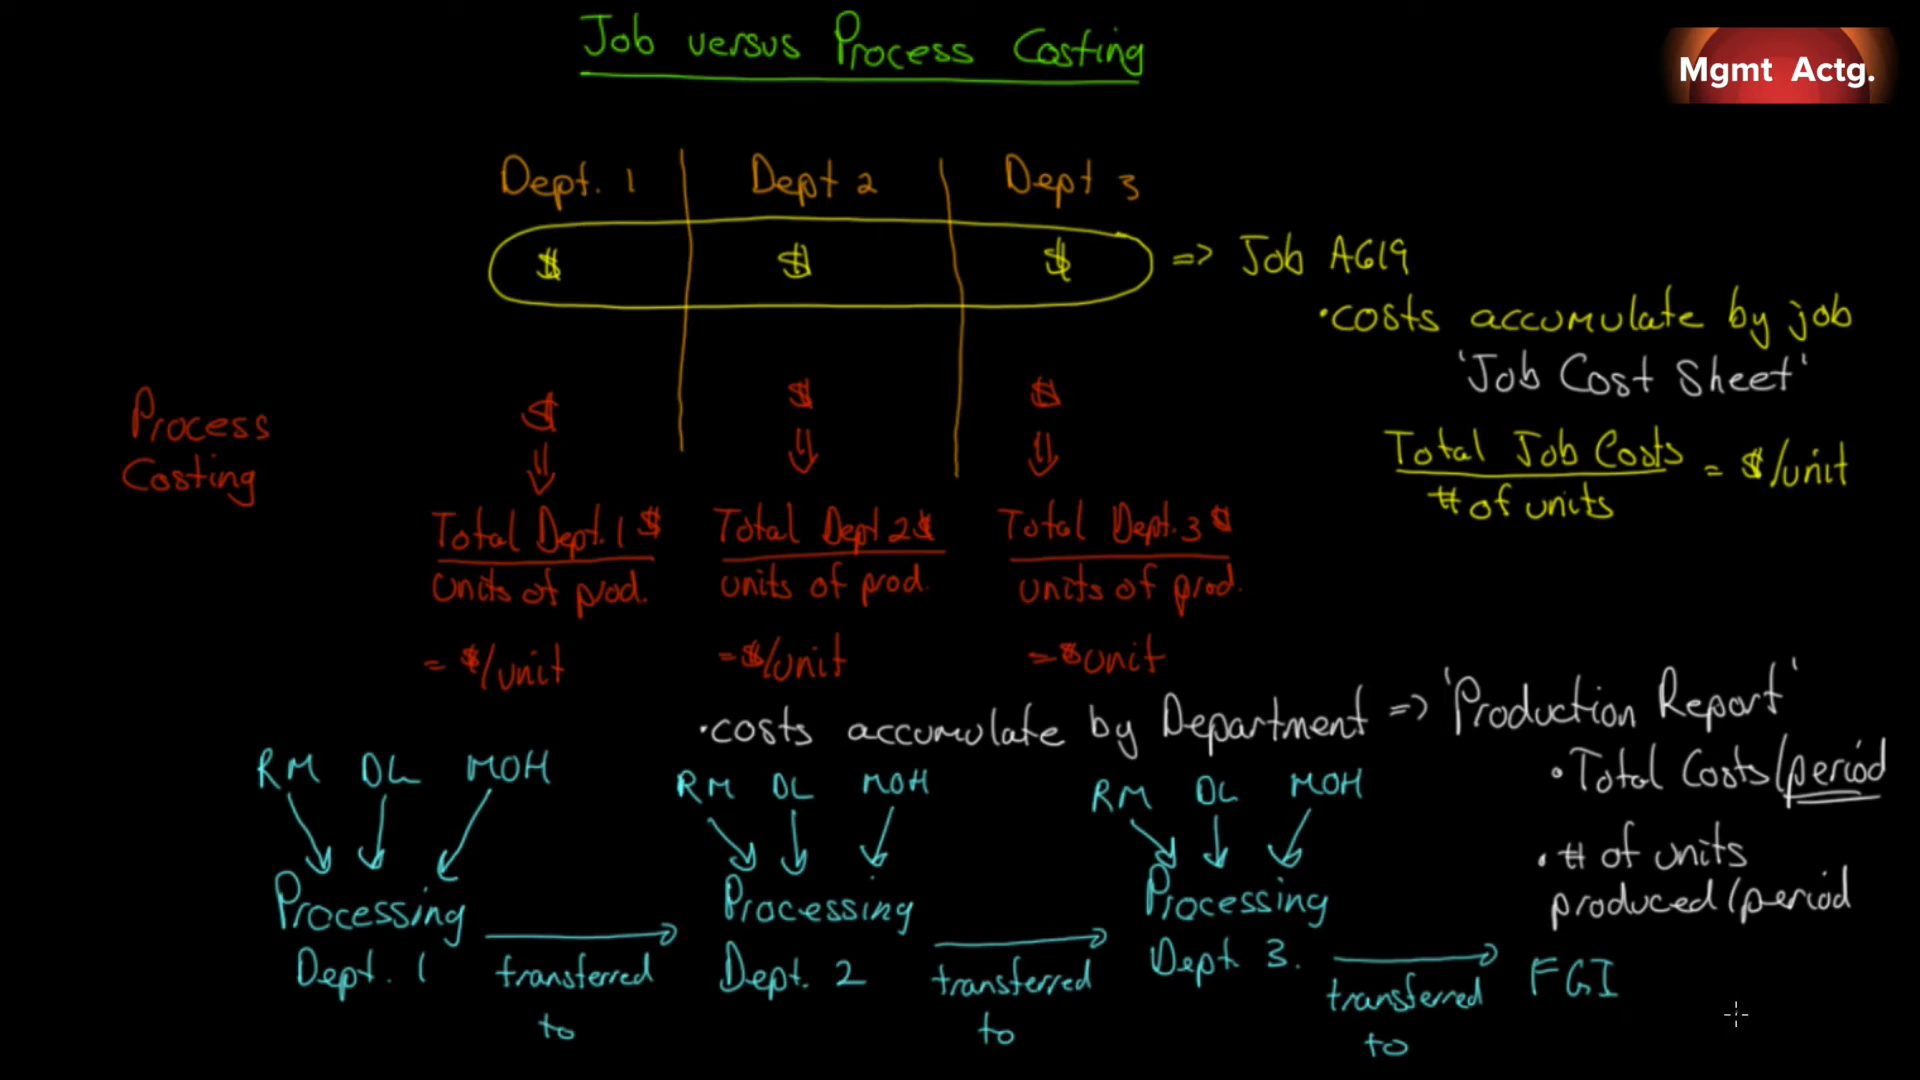 Job versus Process Costing
Mgmt Actg.
Dept. 1 Dept 2 Dept 3
$ $ $ => Job A619
•costs accumulate by job
'Job Cost Sheet'
Total Job Costs = $/unit
# of units
Process
Costing
$ $ $
Total Dept. 1 $ Total Dept 2 $ Total Dept. 3 $
units of prod. units of prod. units of prod.
= $/unit =$/unit =$unit
•costs accumulate by Department => 'Production Report'
•Total Costs/period
•# of units
produced/period
RM DL MOH RM DL MOH RM DL MOH
Processing Processing Processing
Dept. 1 Dept. 2 Dept. 3.
transferred transferred transferred FGI
to to to